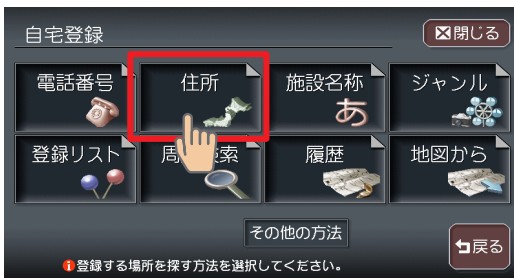 自宅登録
閉じる
電話番号
住所
施設名称
あ
ジャンル
登録リスト
周 索
履歴
地図から
その他の方法
戻る
登録する場所を探す方法を選択してください。